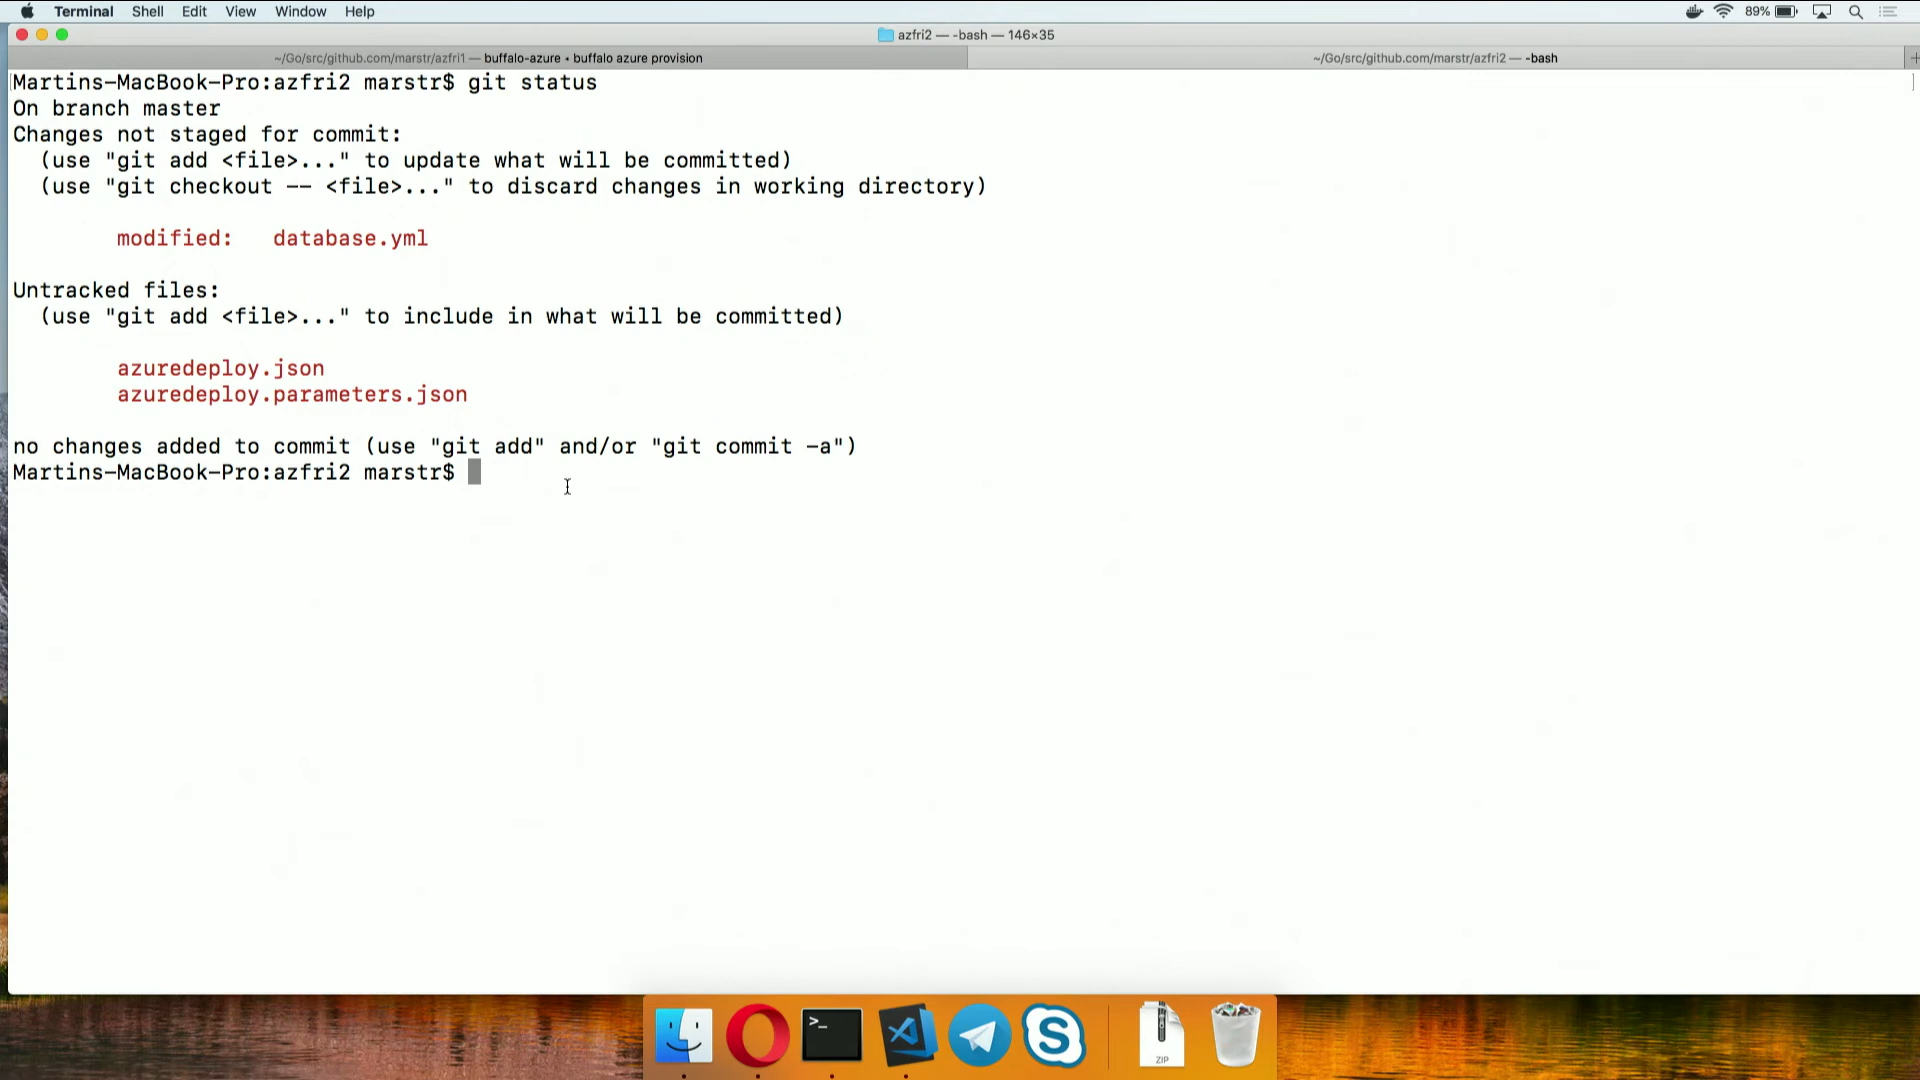 Terminal Shell Edit View Window Help 89%
azfri2 — -bash — 146×35
~/Go/src/github.com/marstr/azfri1 — buffalo-azure • buffalo azure provision
~/Go/src/github.com/marstr/azfri2 — -bash
Martins-MacBook-Pro:azfri2 marstr$ git status
On branch master
Changes not staged for commit:
  (use "git add <file>..." to update what will be committed)
  (use "git checkout -- <file>..." to discard changes in working directory)
modified:   database.yml
Untracked files:
  (use "git add <file>..." to include in what will be committed)
azuredeploy.json
azuredeploy.parameters.json
no changes added to commit (use "git add" and/or "git commit -a")
Martins-MacBook-Pro:azfri2 marstr$
>_
ZIP